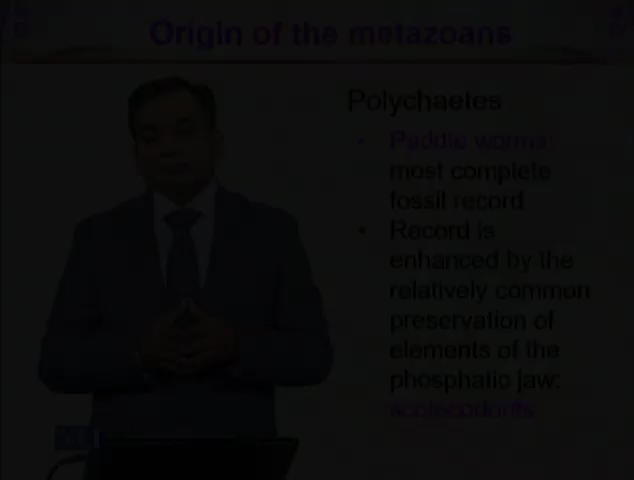 Origin of the metazoans
Polychaetes
• Paddle worms:
most complete
fossil record
• Record is
enhanced by the
relatively common
preservation of
elements of the
phosphatic jaw:
scolecodonts